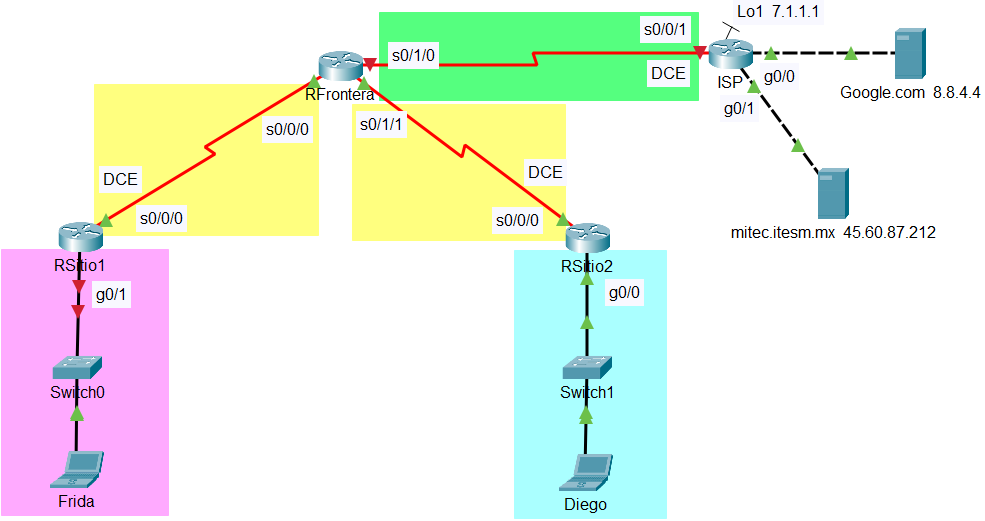 Lo1 7.1.1.1
s0/0/1
s0/1/0
DCE
ISP
g0/0
Google.com 8.8.4.4
RFrontera
g0/1
s0/0/0
s0/1/1
DCE
DCE
s0/0/0
s0/0/0
mitec.itesm.mx 45.60.87.212
RSitio1
RSitio2
g0/1
g0/0
Switch0
Switch1
Frida
Diego